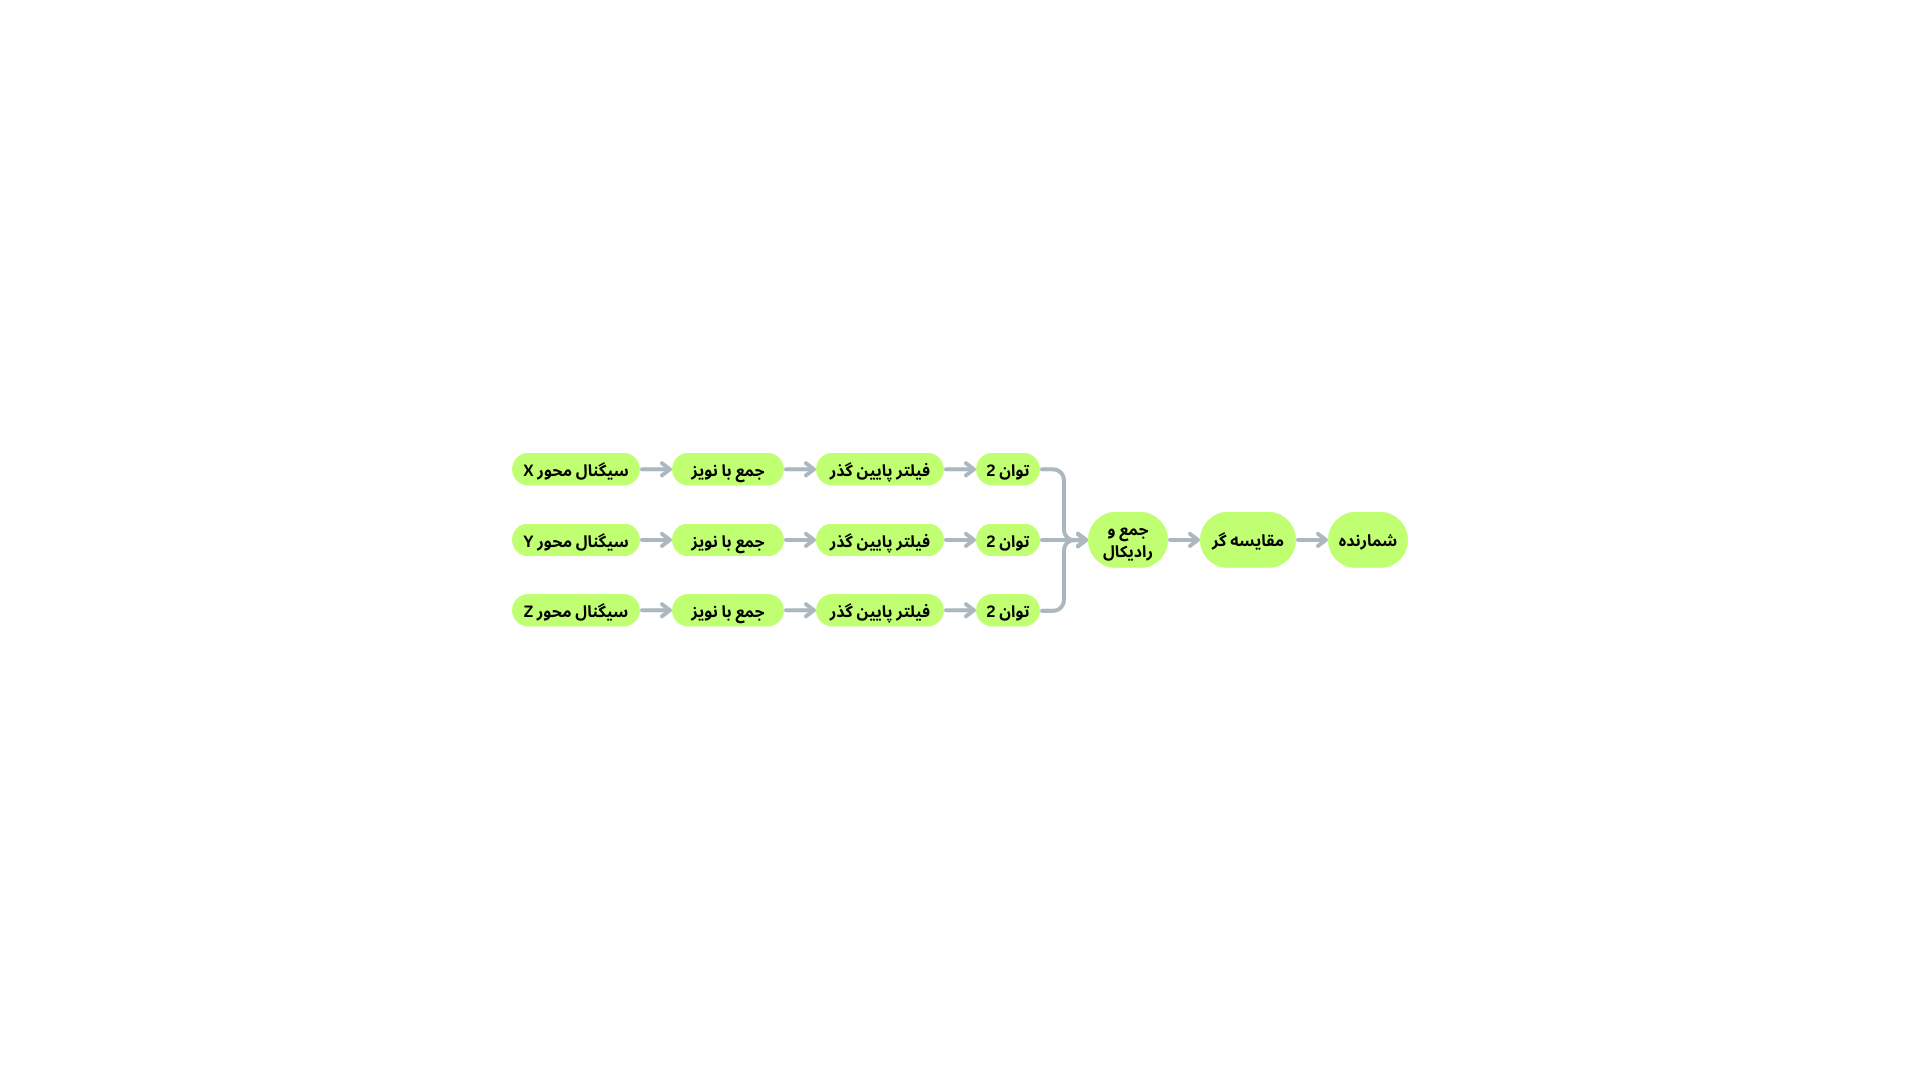 سیگنال محور X
جمع با نویز
فیلتر پایین گذر
توان 2
سیگنال محور Y
جمع با نویز
فیلتر پایین گذر
توان 2
سیگنال محور Z
جمع با نویز
فیلتر پایین گذر
توان 2
جمع و
رادیکال
مقایسه گر
شمارنده